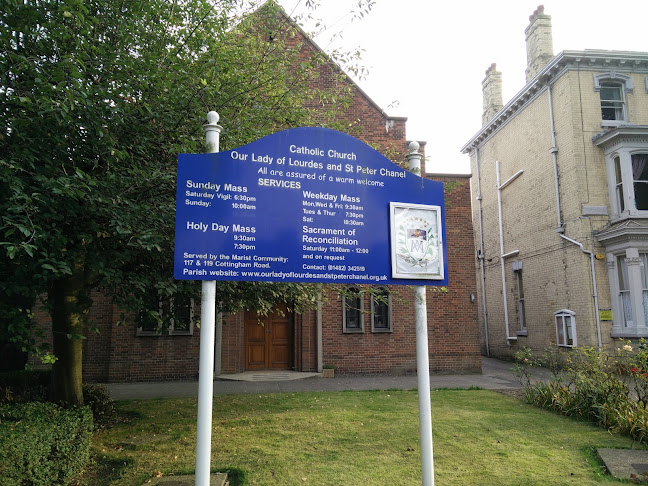 Catholic Church
Our Lady of Lourdes and St Peter Chanel
All are assured of a warm welcome
SERVICES
Sunday Mass
Saturday Vigil: 6:30pm
Sunday: 10:00am
Holy Day Mass
9:30am
7:30pm
Served by the Marist Community:
117 & 119 Cottingham Road.
Weekday Mass
Mon,Wed & Fri: 9:30am
Tues & Thur 7:30pm
Sat: 10:30am
Sacrament of
Reconciliation
Saturday 11:00am - 12:00
and on request
Contact: (01482) 342519
Parish website: www.ourladyoflourdesandstpeterchanel.org.uk